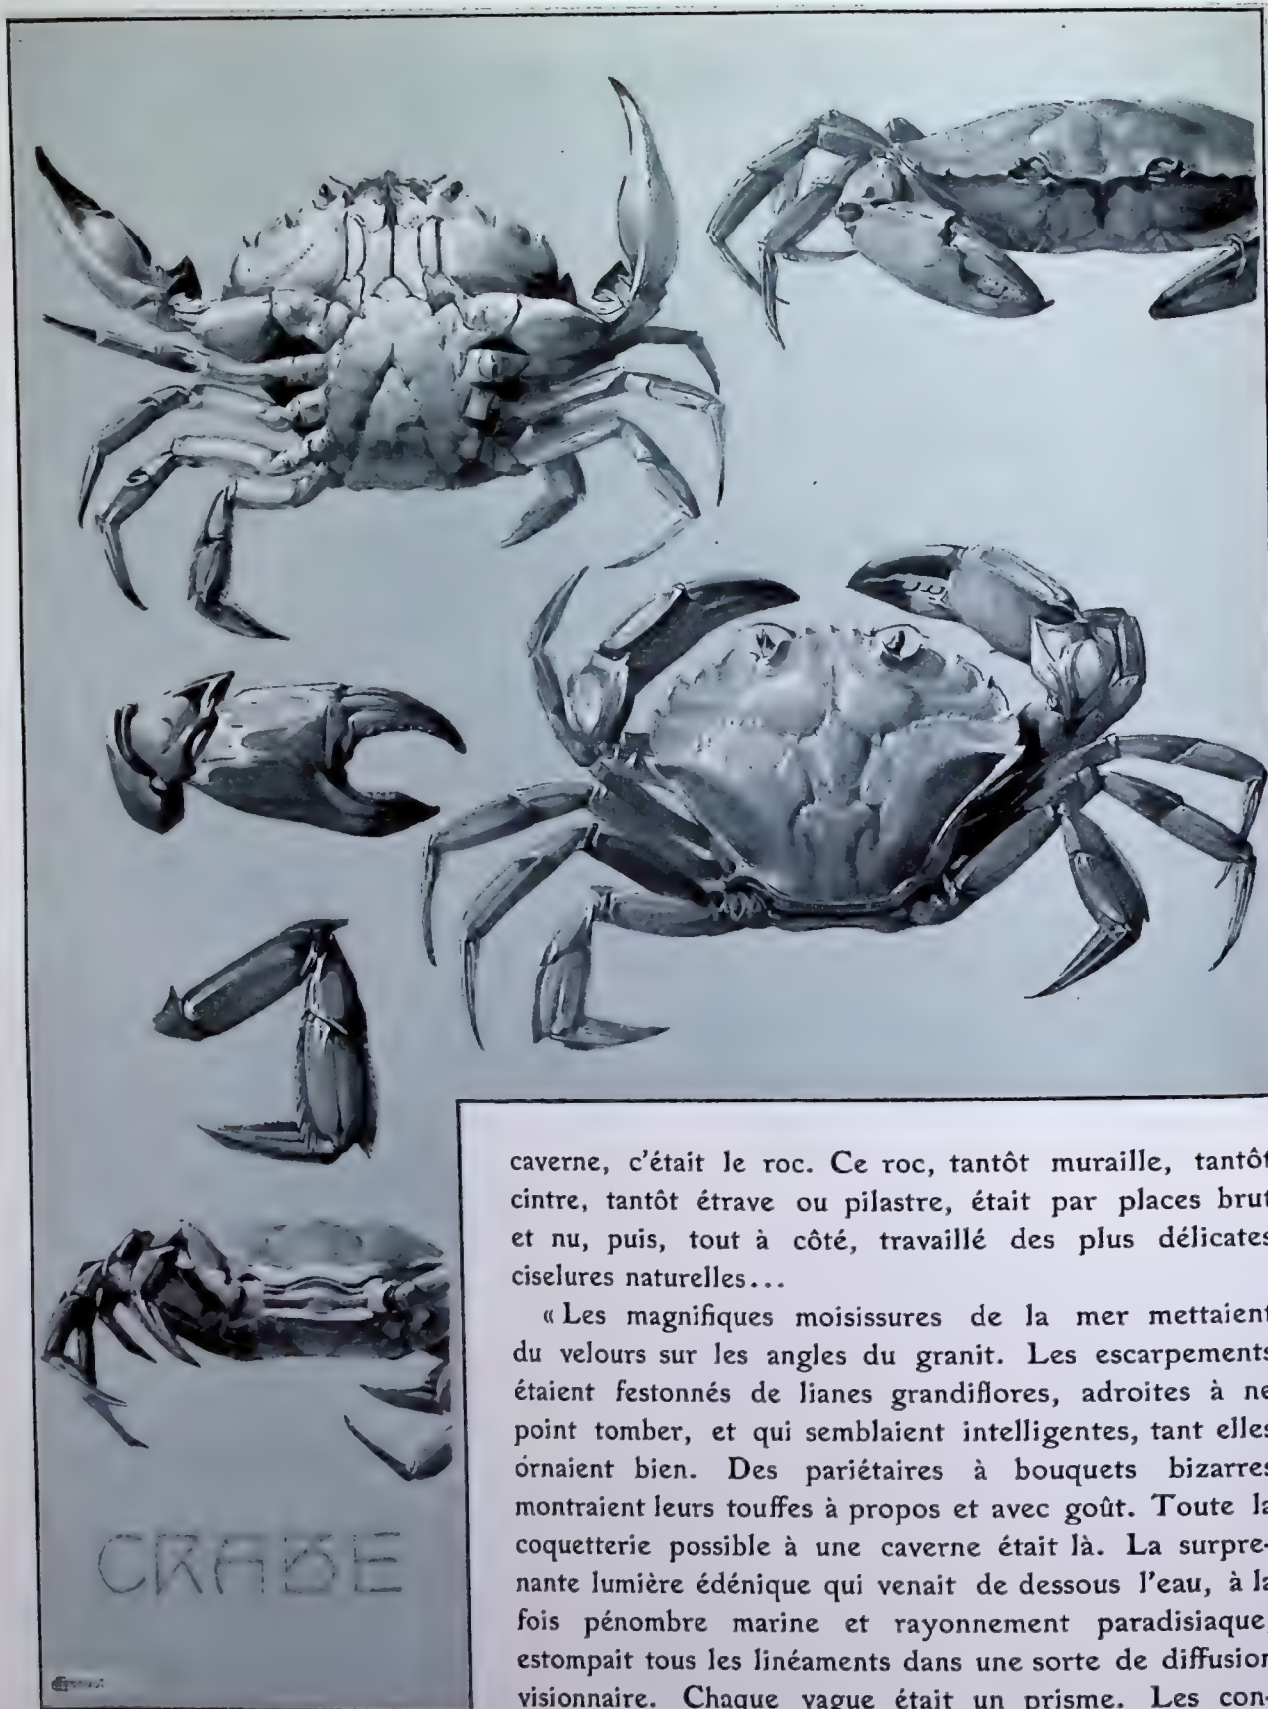 CRABE
caverne, c'était le roc. Ce roc, tantôt muraille, tantôt
cintre, tantôt étrave ou pilastre, était par places brut
et nu, puis, tout à côté, travaillé des plus délicates
ciselures naturelles...
« Les magnifiques moisissures de la mer mettaient
du velours sur les angles du granit. Les escarpements
étaient festonnés de lianes grandiflores, adroites à ne
point tomber, et qui semblaient intelligentes, tant elles
ornaient bien. Des pariétaires à bouquets bizarres
montraient leurs touffes à propos et avec goût. Toute la
coquetterie possible à une caverne était là. La surpre-
nante lumière édénique qui venait de dessous l'eau, à la
fois pénombre marine et rayonnement paradisiaque,
estompait tous les linéaments dans une sorte de diffusion
visionnaire. Chaque vague était un prisme. Les con-